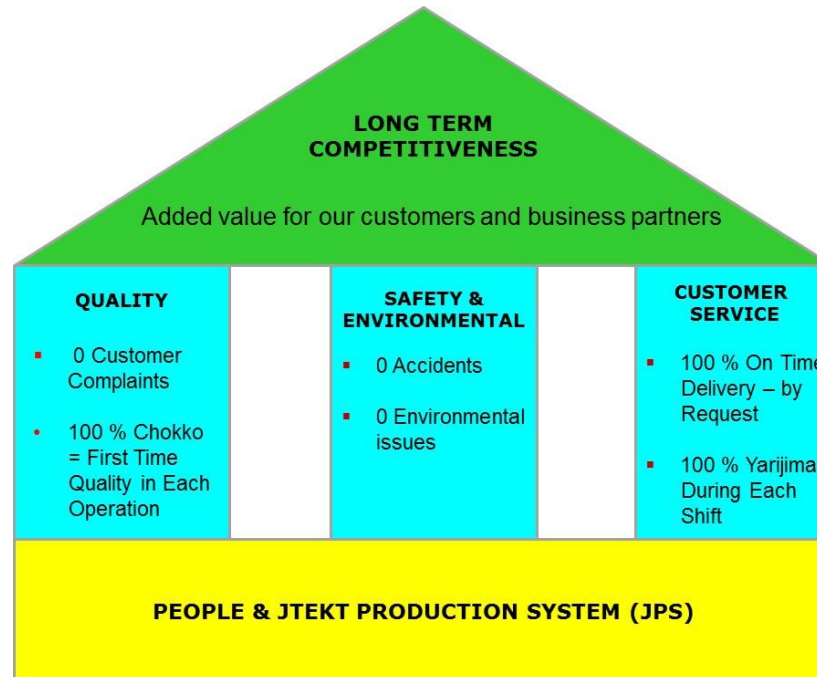 LONG TERM
COMPETITIVENESS
Added value for our customers and business partners
QUALITY
0 Customer
Complaints
100 % Chokko
= First Time
Quality in Each
Operation
SAFETY &
ENVIRONMENTAL
0 Accidents
0 Environmental
issues
CUSTOMER
SERVICE
100 % On Time
Delivery – by
Request
100 % Yarijima
During Each
Shift
PEOPLE & JTEKT PRODUCTION SYSTEM (JPS)